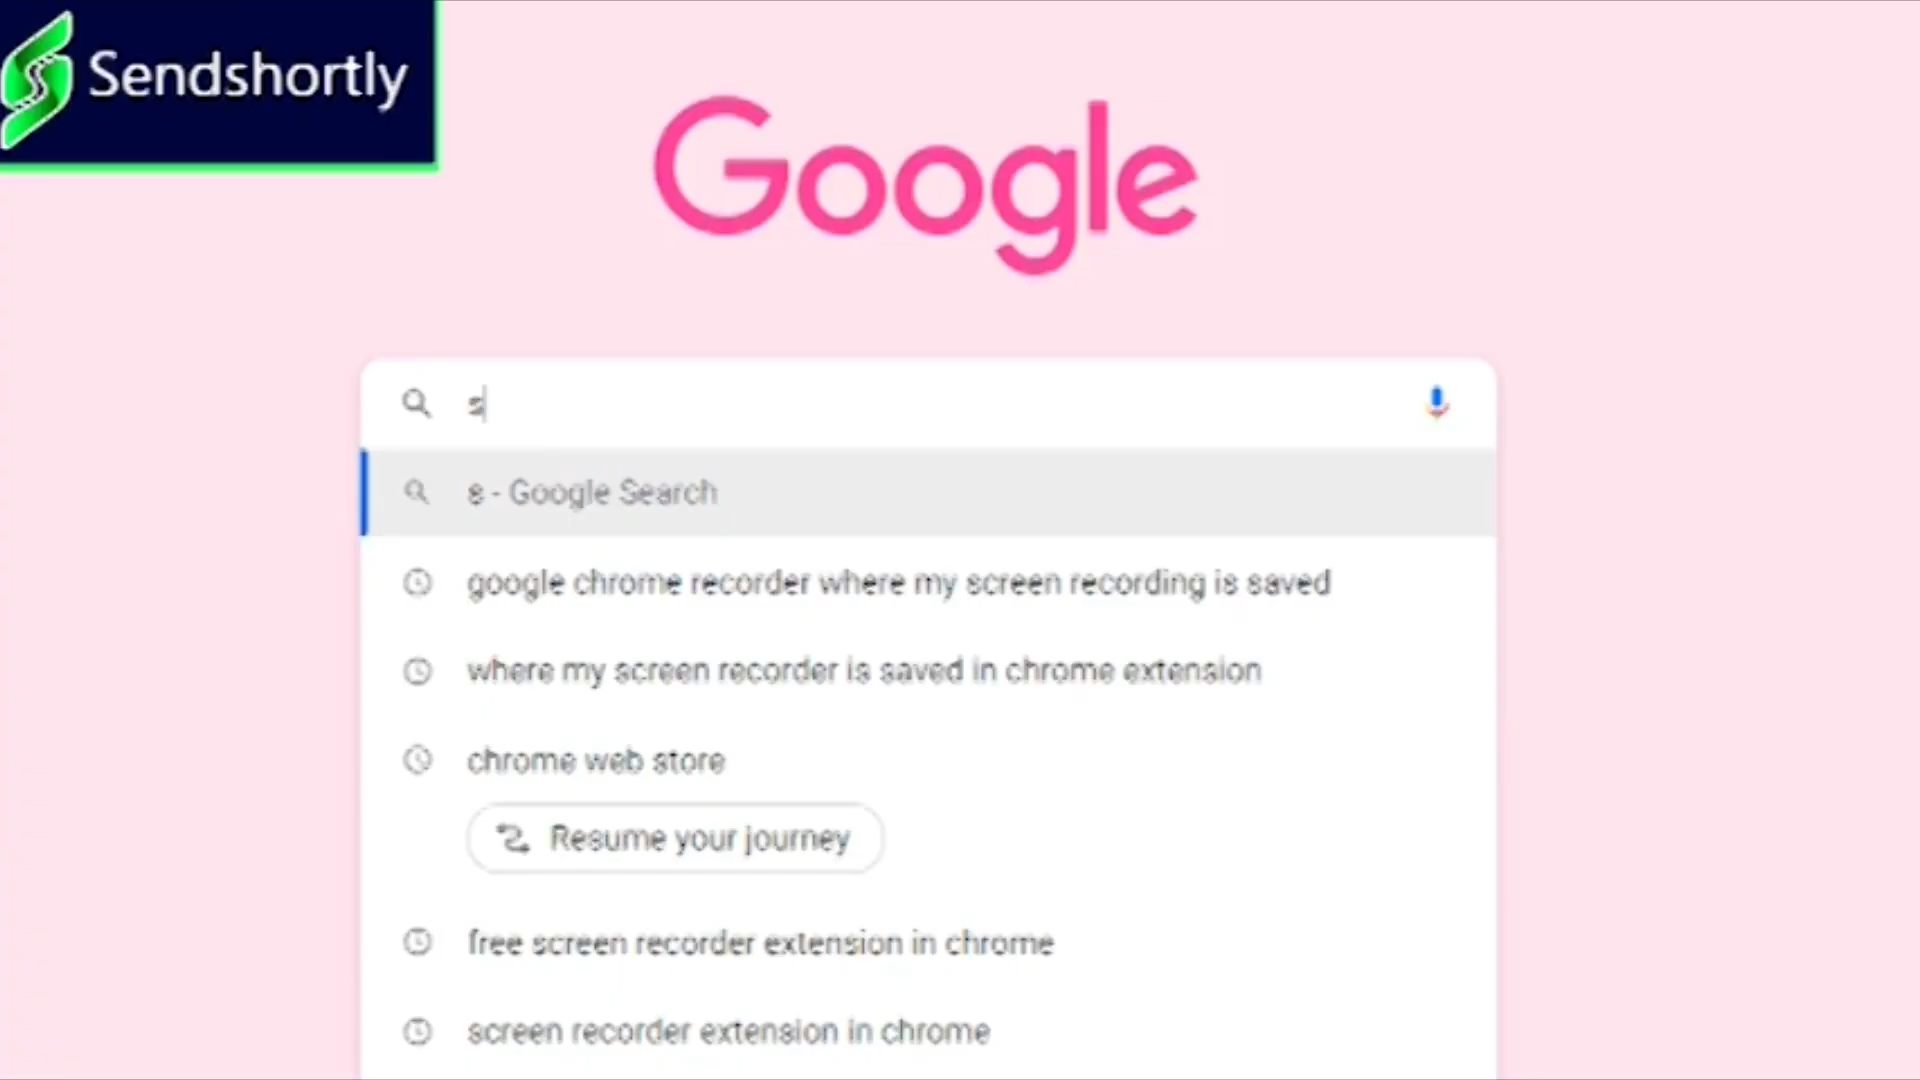 Sendshortly
Google
s
s - Google Search
google chrome recorder where my screen recording is saved
where my screen recorder is saved in chrome extension
chrome web store
Resume your journey
free screen recorder extension in chrome
screen recorder extension in chrome